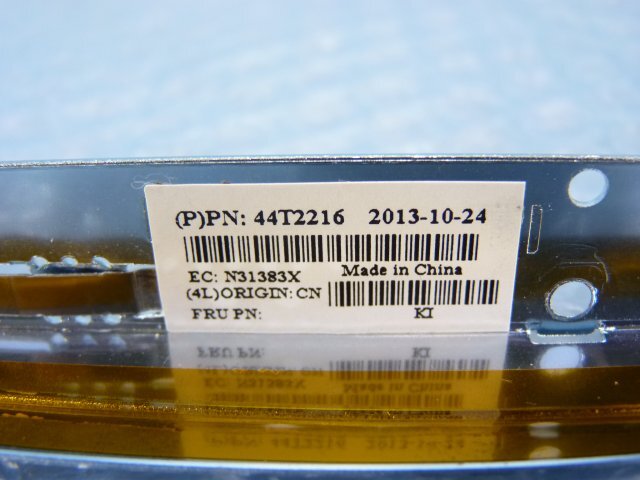 (P)PN: 44T2216 2013-10-24
EC: N31383X Made in China
(4L)ORIGIN: CN
FRU PN: KI